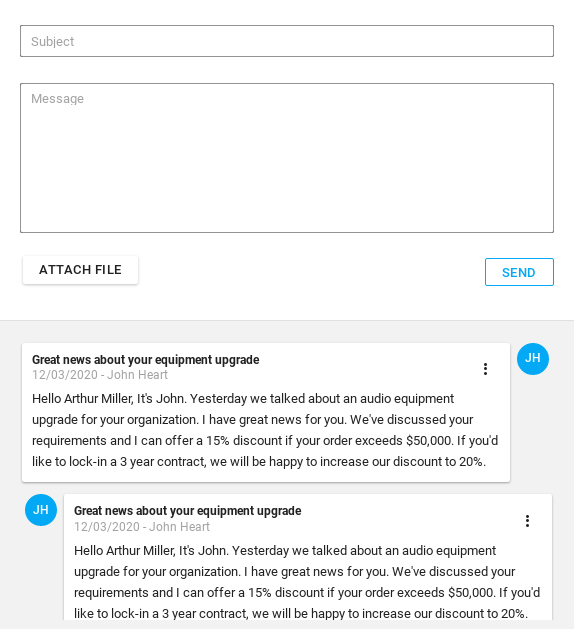 Subject
Message
ATTACH FILE
SEND
Great news about your equipment upgrade
12/03/2020 - John Heart
Hello Arthur Miller, It's John. Yesterday we talked about an audio equipment
upgrade for your organization. I have great news for you. We've discussed your
requirements and I can offer a 15% discount if your order exceeds $50,000. If you'd
like to lock-in a 3 year contract, we will be happy to increase our discount to 20%.
JH
JH
Great news about your equipment upgrade
12/03/2020 - John Heart
Hello Arthur Miller, It's John. Yesterday we talked about an audio equipment
upgrade for your organization. I have great news for you. We've discussed your
requirements and I can offer a 15% discount if your order exceeds $50,000. If you'd
like to lock-in a 3 year contract, we will be happy to increase our discount to 20%.